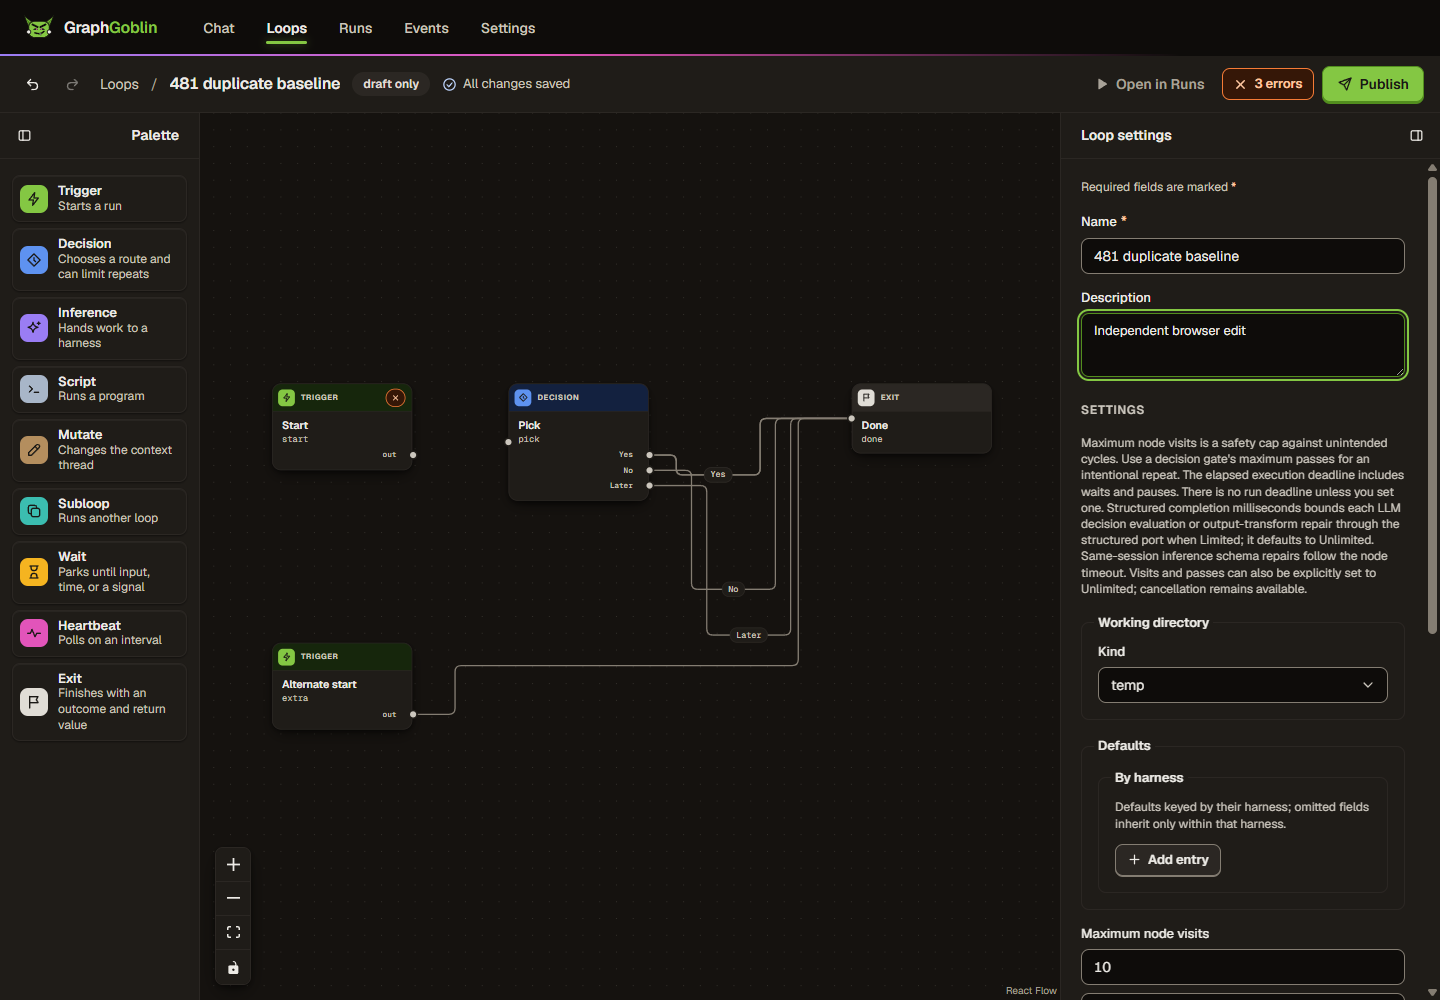 GraphGoblin
Chat
Loops
Runs
Events
Settings
Loops / 481 duplicate baseline
draft only
All changes saved
Open in Runs
3 errors
Publish
Palette
Trigger
Starts a run
Decision
Chooses a route and
can limit repeats
Inference
Hands work to a
harness
Script
Runs a program
Mutate
Changes the context
thread
Subloop
Runs another loop
Wait
Parks until input,
time, or a signal
Heartbeat
Polls on an interval
Exit
Finishes with an
outcome and return
value
TRIGGER
Start
start
out
DECISION
Pick
pick
Yes
No
Later
Yes
No
Later
EXIT
Done
done
TRIGGER
Alternate start
extra
out
React Flow
Loop settings
Required fields are marked *
Name *
481 duplicate baseline
Description
Independent browser edit
SETTINGS
Maximum node visits is a safety cap against unintended
cycles. Use a decision gate's maximum passes for an
intentional repeat. The elapsed execution deadline includes
waits and pauses. There is no run deadline unless you set
one. Structured completion milliseconds bounds each LLM
decision evaluation or output-transform repair through the
structured port when Limited; it defaults to Unlimited.
Same-session inference schema repairs follow the node
timeout. Visits and passes can also be explicitly set to
Unlimited; cancellation remains available.
Working directory
Kind
temp
Defaults
By harness
Defaults keyed by their harness; omitted fields
inherit only within that harness.
Add entry
Maximum node visits
10